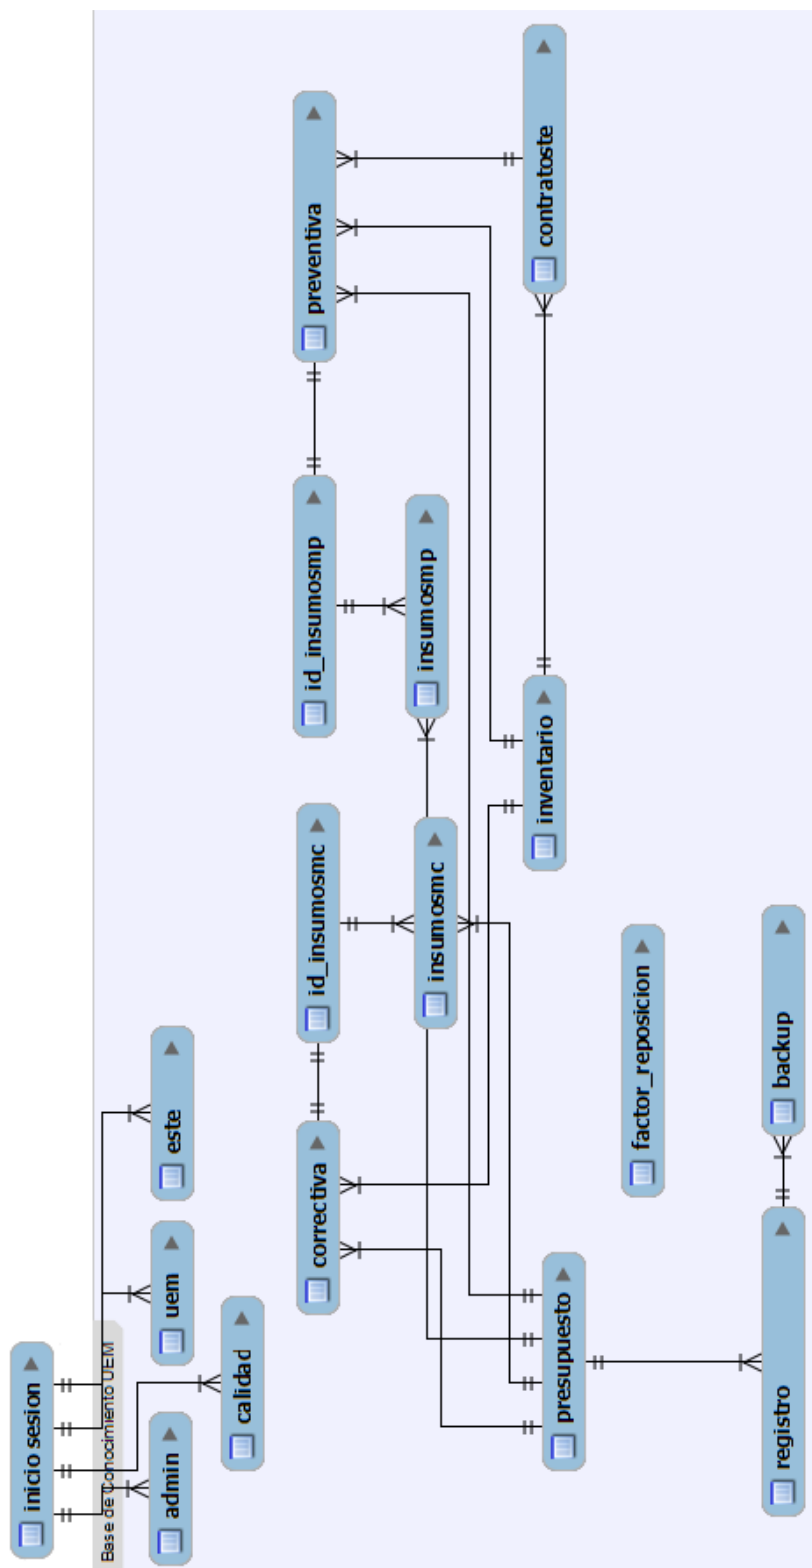 inicio sesion
Base de Conocimiento UEM
admin
uem
este
calidad
correctiva
id_insumosmc
id_insumosmp
preventiva
insumosmc
insumosmp
presupuesto
inventario
contratoste
factor_reposicion
registro
backup